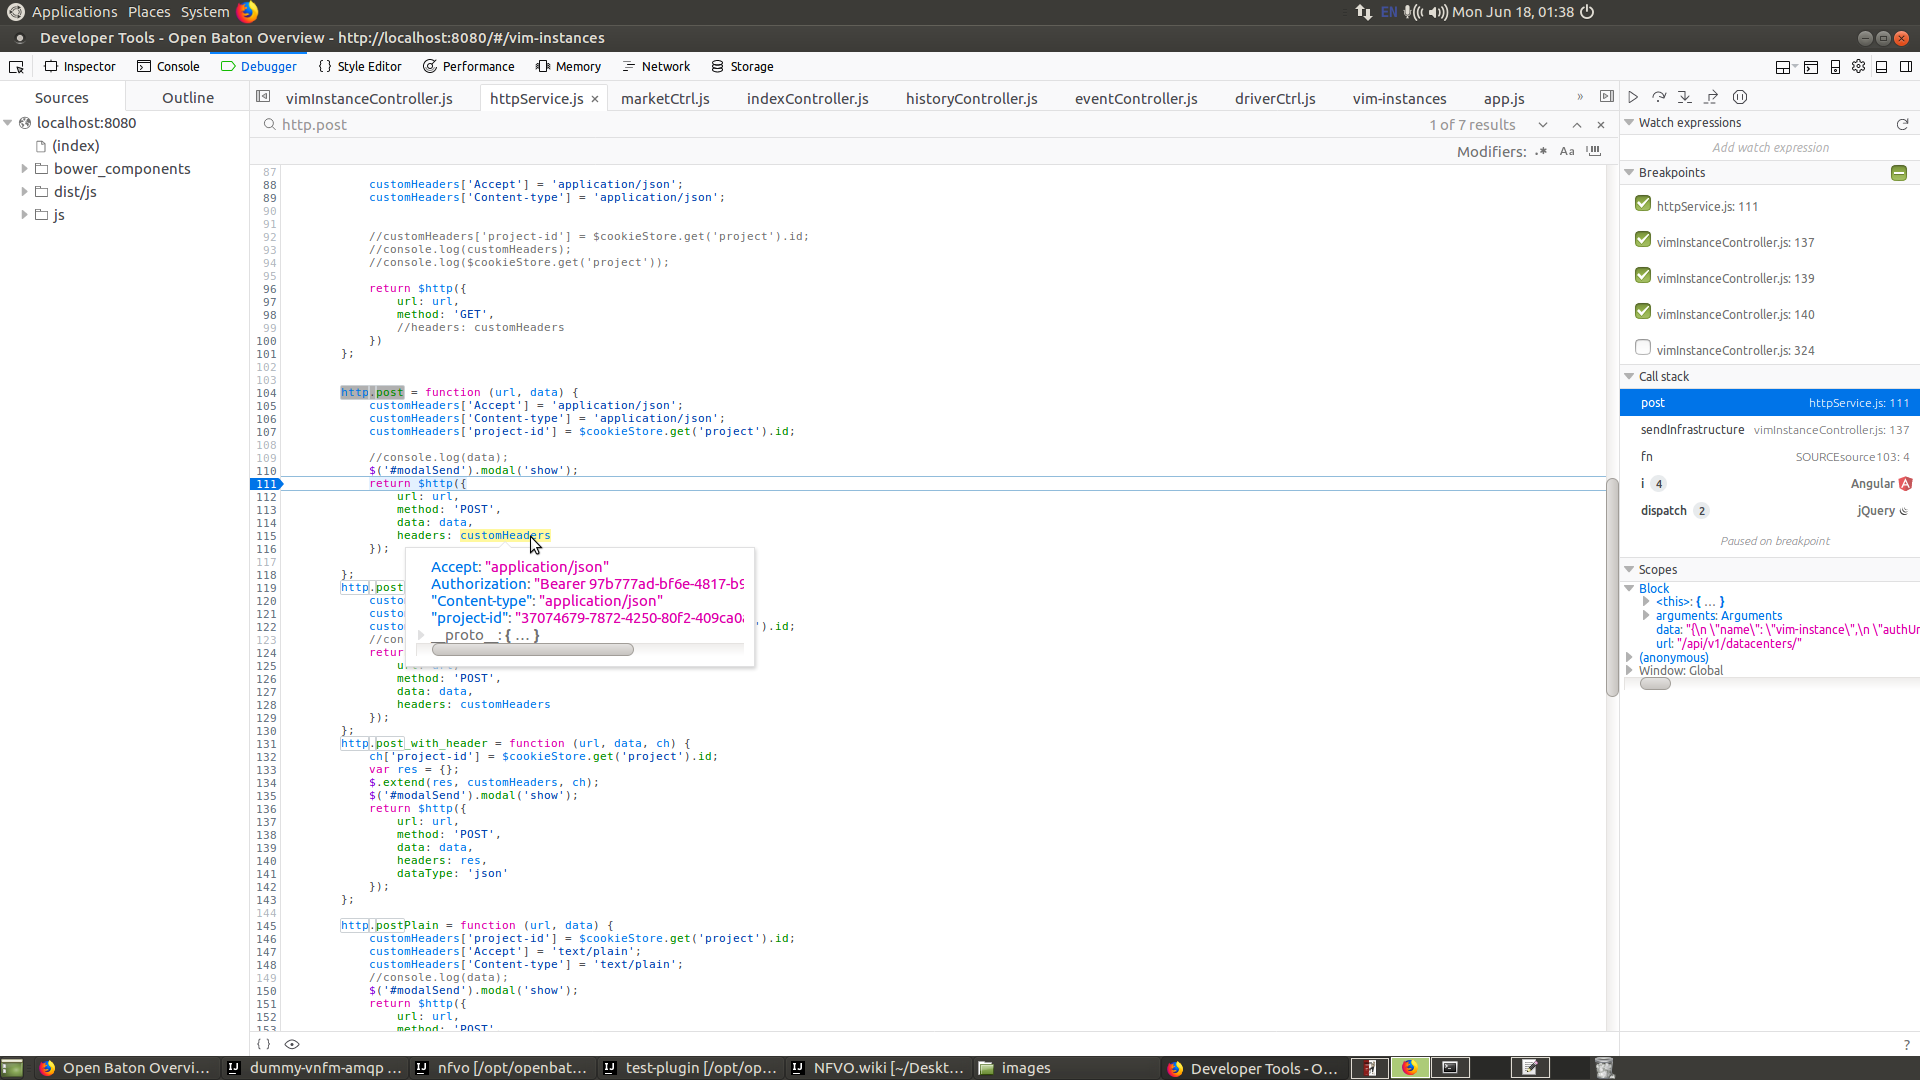 Applications Places System
EN Mon Jun 18, 01:38
Developer Tools - Open Baton Overview - http://localhost:8080/#/vim-instances
Inspector Console Debugger { } Style Editor Performance Memory Network Storage
Sources Outline
localhost:8080
(index)
bower_components
dist/js
js
vimInstanceController.js httpService.js × marketCtrl.js indexController.js historyController.js eventController.js driverCtrl.js vim-instances app.js »
http.post 1 of 7 results
Modifiers: .* Aa
87
88 customHeaders['Accept'] = 'application/json';
89 customHeaders['Content-type'] = 'application/json';
90
91
92 //customHeaders['project-id'] = $cookieStore.get('project').id;
93 //console.log(customHeaders);
94 //console.log($cookieStore.get('project'));
95
96 return $http({
97 url: url,
98 method: 'GET',
99 //headers: customHeaders
100 })
101 };
102
103
104 http.post = function (url, data) {
105 customHeaders['Accept'] = 'application/json';
106 customHeaders['Content-type'] = 'application/json';
107 customHeaders['project-id'] = $cookieStore.get('project').id;
108
109 //console.log(data);
110 $('#modalSend').modal('show');
111 return $http({
112 url: url,
113 method: 'POST',
114 data: data,
115 headers: customHeaders
116 });
117
118 };
119 http.post
120 custo
121 custo
122 custo ').id;
123 //con
124 retur
125
126 method: 'POST',
127 data: data,
128 headers: customHeaders
129 });
130 };
131 http.post_with_header = function (url, data, ch) {
132 ch['project-id'] = $cookieStore.get('project').id;
133 var res = {};
134 $.extend(res, customHeaders, ch);
135 $('#modalSend').modal('show');
136 return $http({
137 url: url,
138 method: 'POST',
139 data: data,
140 headers: res,
141 dataType: 'json'
142 });
143 };
144
145 http.postPlain = function (url, data) {
146 customHeaders['project-id'] = $cookieStore.get('project').id;
147 customHeaders['Accept'] = 'text/plain';
148 customHeaders['Content-type'] = 'text/plain';
149 //console.log(data);
150 $('#modalSend').modal('show');
151 return $http({
152 url: url,
153 method: 'POST'
Accept: "application/json"
Authorization: "Bearer 97b777ad-bf6e-4817-b9
"Content-type": "application/json"
"project-id": "37074679-7872-4250-80f2-409ca0
__proto__: { … }
Watch expressions
Add watch expression
Breakpoints
httpService.js: 111
vimInstanceController.js: 137
vimInstanceController.js: 139
vimInstanceController.js: 140
vimInstanceController.js: 324
Call stack
post httpService.js: 111
sendInfrastructure vimInstanceController.js: 137
fn SOURCEsource103: 4
i 4 Angular
dispatch 2 jQuery
Paused on breakpoint
Scopes
Block
<this>: { … }
arguments: Arguments
data: "{\n \"name\": \"vim-instance\",\n \"authUr
url: "/api/v1/datacenters/"
(anonymous)
Window: Global
{ } ?
Open Baton Overvi... dummy-vnfm-amqp ... nfvo [/opt/openbat... test-plugin [/opt/op... NFVO.wiki [~/Deskt... images Developer Tools - O...